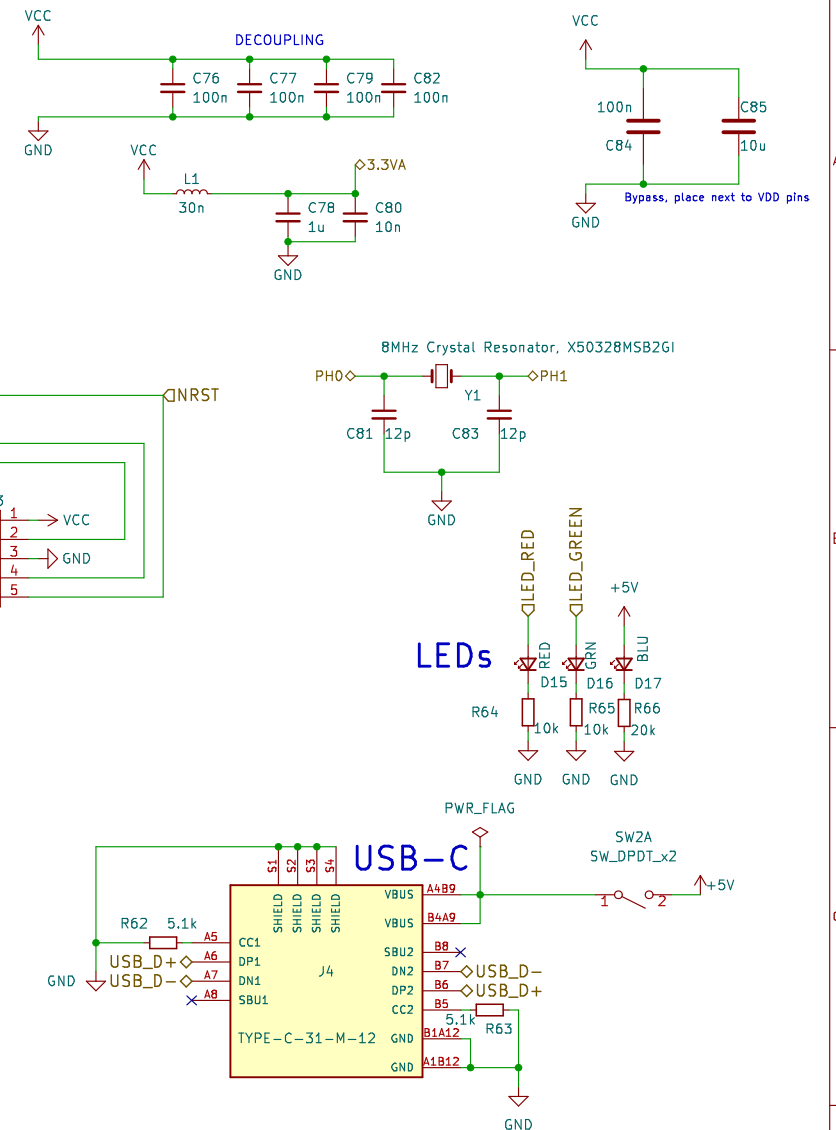 VCC
DECOUPLING
C76
100n
C77
100n
C79
100n
C82
100n
GND
VCC
100n
C84
C85
10u
Bypass, place next to VDD pins
GND
VCC
L1
30n
3.3VA
C78
1u
C80
10n
GND
8MHz Crystal Resonator, X50328MSB2GI
PH0
Y1
PH1
C81
12p
C83
12p
GND
NRST
1
VCC
2
3
GND
4
5
LEDs
LED_RED
LED_GREEN
+5V
RED
D15
GRN
D16
BLU
D17
R64
10k
R65
10k
R66
20k
GND
GND
GND
USB-C
PWR_FLAG
SW2A
SW_DPDT_x2
1
2
+5V
S1
S2
S3
S4
SHIELD
SHIELD
SHIELD
SHIELD
R62
5.1k
A5
CC1
USB_D+
A6
DP1
USB_D-
A7
DN1
A8
SBU1
GND
J4
TYPE-C-31-M-12
VBUS
A4B9
VBUS
B4A9
SBU2
B8
DN2
B7
USB_D-
DP2
B6
USB_D+
CC2
B5
5.1k
R63
GND
B1A12
GND
A1B12
GND